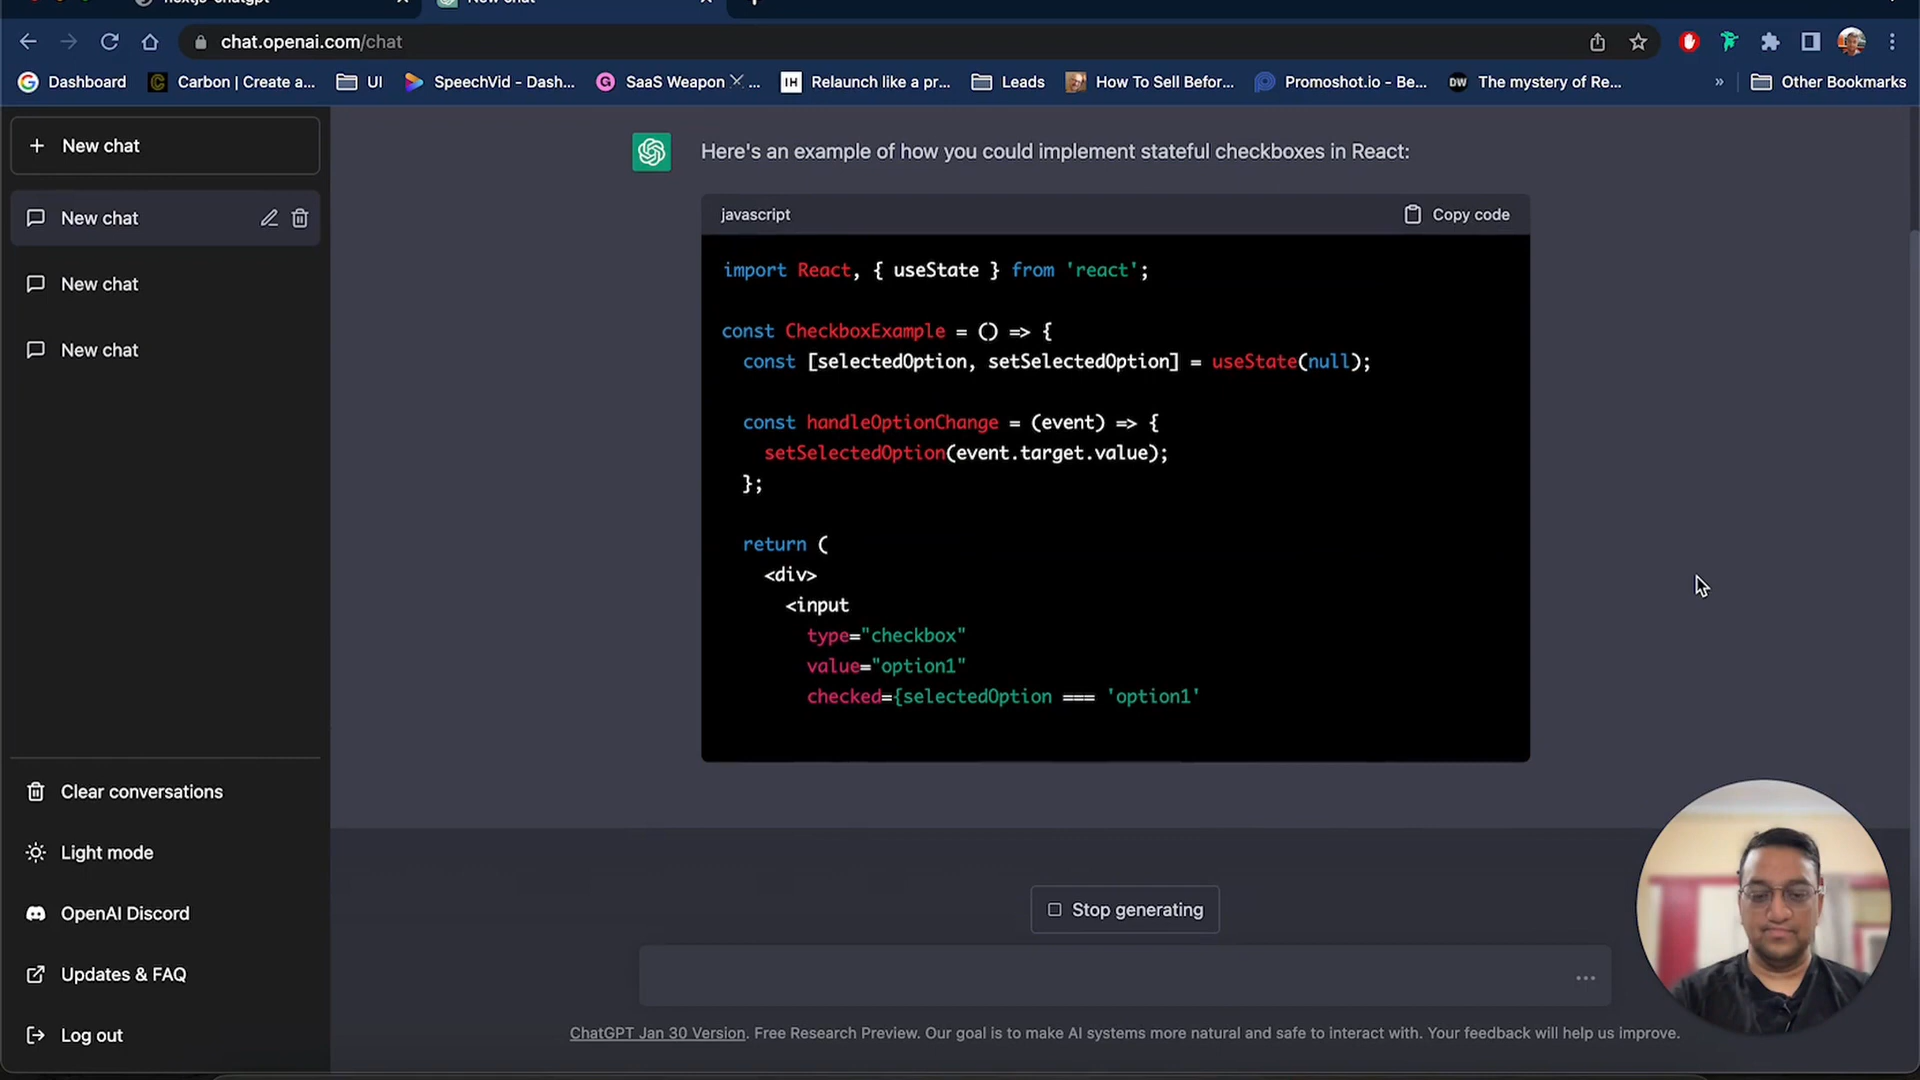 nextjs-chatgpt
New chat
chat.openai.com/chat
Dashboard
Carbon | Create a...
UI
SpeechVid - Dash...
SaaS Weapon ⚔ ...
IH
Relaunch like a pr...
Leads
How To Sell Befor...
Promoshot.io - Be...
DW
The mystery of Re...
»
Other Bookmarks
+ New chat
New chat
New chat
New chat
Clear conversations
Light mode
OpenAI Discord
Updates & FAQ
Log out
Here's an example of how you could implement stateful checkboxes in React:
javascript
Copy code
import React, { useState } from 'react';
const CheckboxExample = () => {
const [selectedOption, setSelectedOption] = useState(null);
const handleOptionChange = (event) => {
setSelectedOption(event.target.value);
};
return (
<div>
<input
type="checkbox"
value="option1"
checked={selectedOption === 'option1'
Stop generating
ChatGPT Jan 30 Version. Free Research Preview. Our goal is to make AI systems more natural and safe to interact with. Your feedback will help us improve.